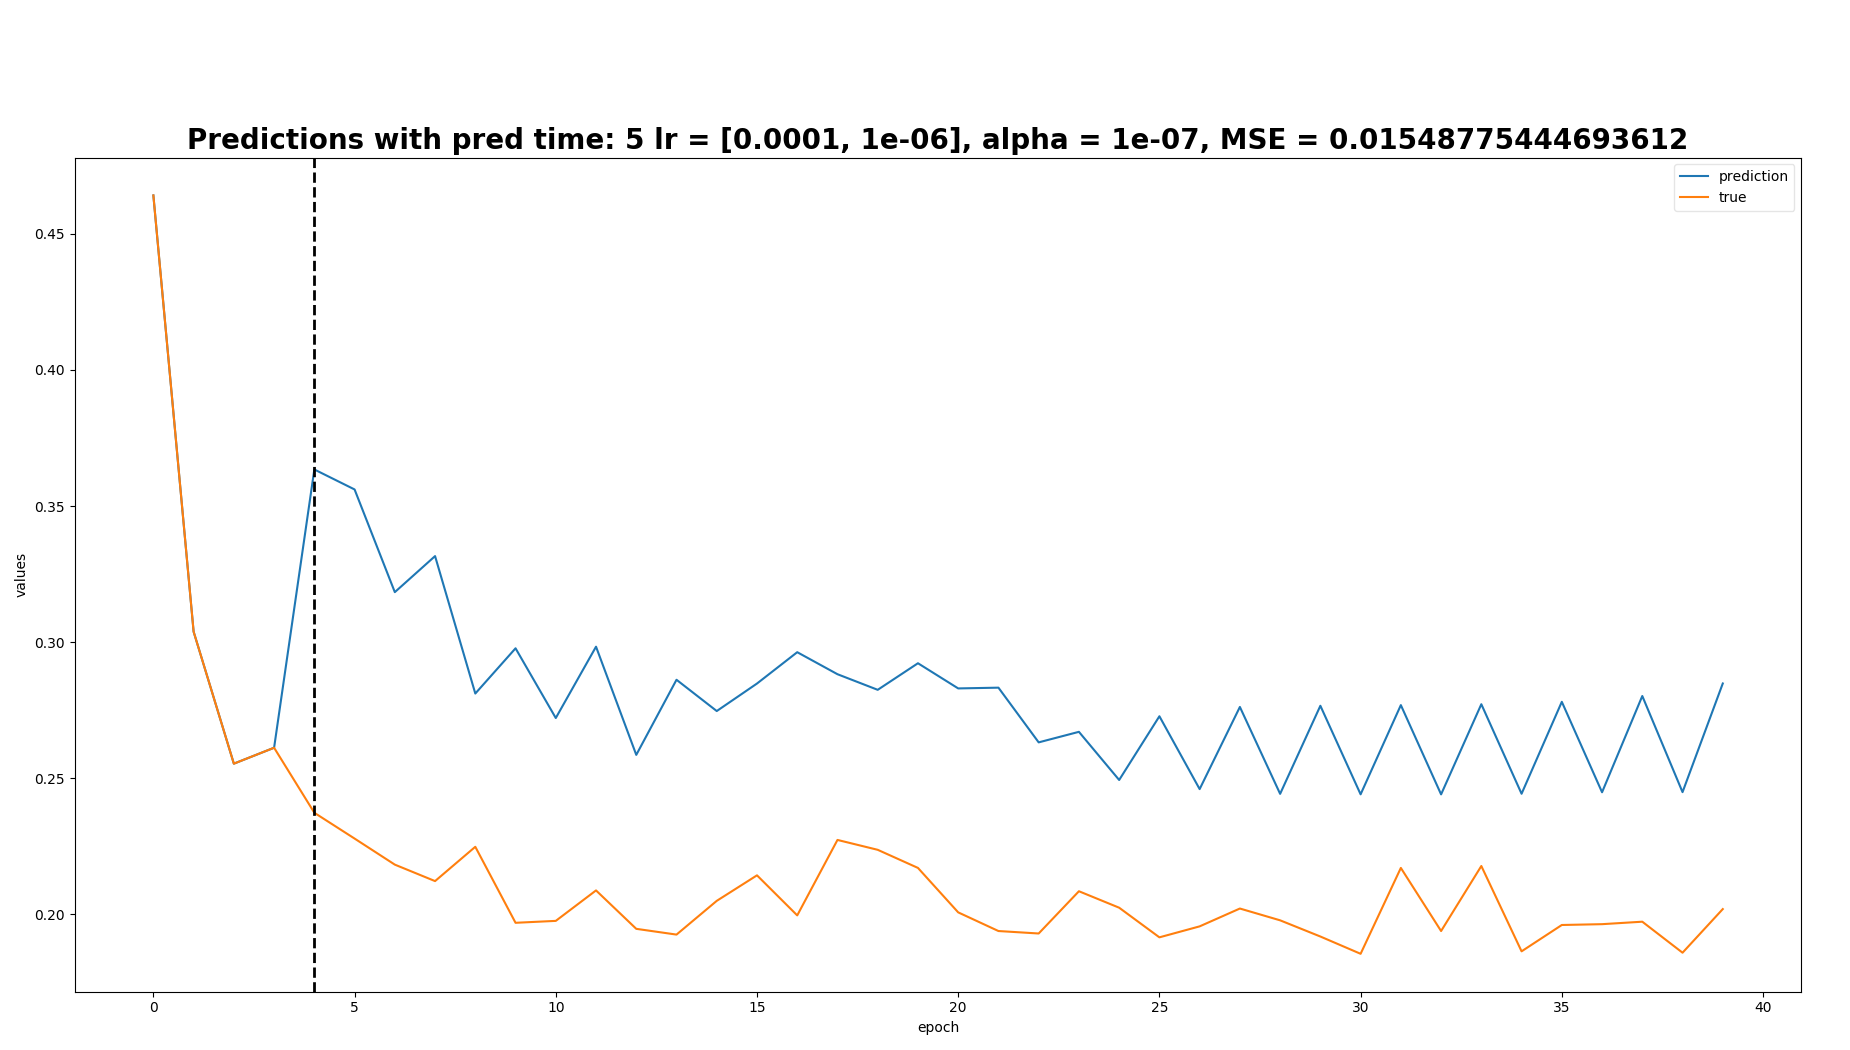 Predictions with pred time: 5 lr = [0.0001, 1e-06], alpha = 1e-07, MSE = 0.01548775444693612
prediction
true
0.45
0.40
0.35
0.30
0.25
0.20
values
0 5 10 15 20 25 30 35 40
epoch